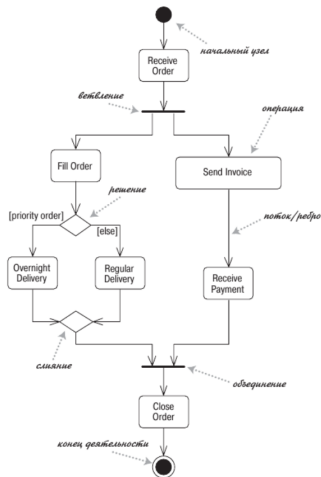 начальный узел
Receive
Order
ветвление
операция
Fill Order
Send Invoice
решение
[priority order]
[else]
поток/ребро
Overnight
Delivery
Regular
Delivery
Receive
Payment
слияние
объединение
Close
Order
конец деятельности